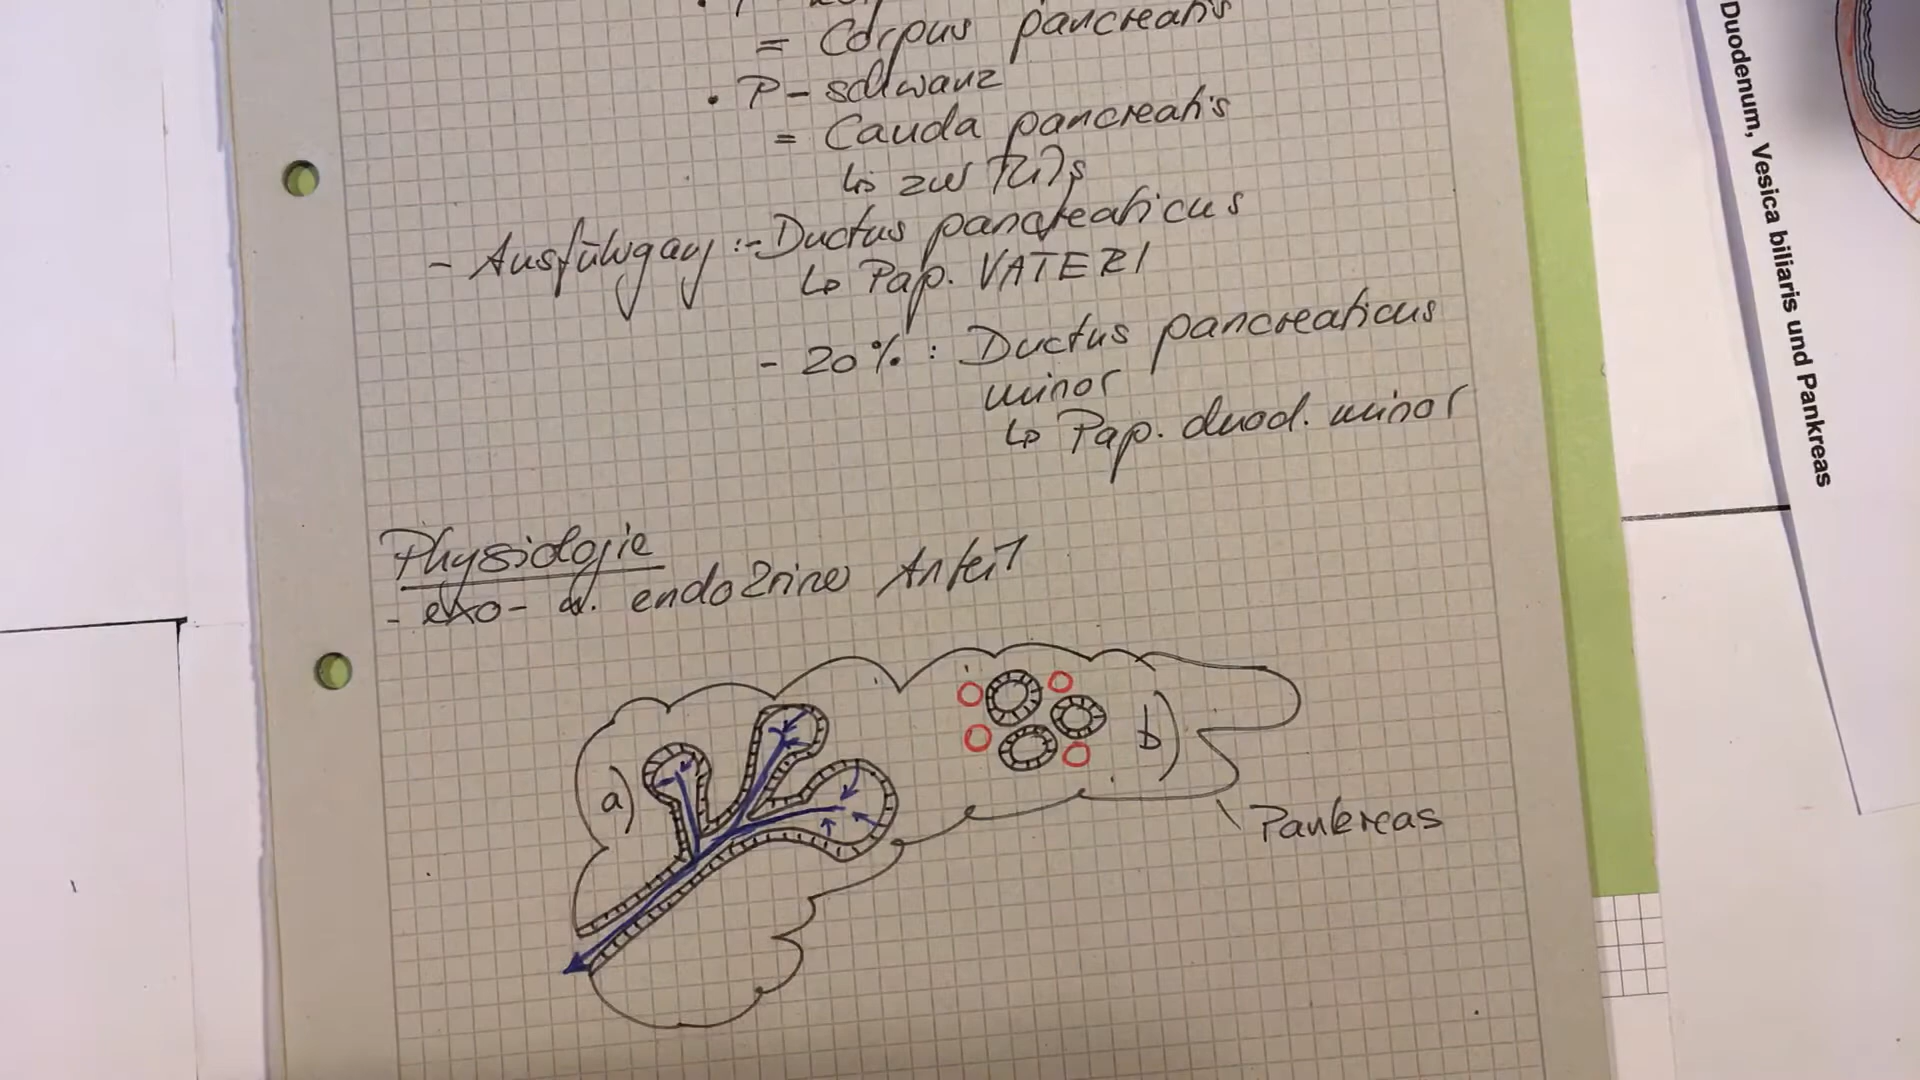 = Corpus pancreatis
• P-schwanz
= Cauda pancreatis
↳ zur Milz
- Ausführgang :- Ductus pancreaticus
↳ Pap. VATERI
- 20% : Ductus pancreaticus
minor
↳ Pap. duod. minor
Physiologie
- exo- u. endokriner Anteil
a)
b)
Pankreas
Duodenum, Vesica biliaris und Pankreas